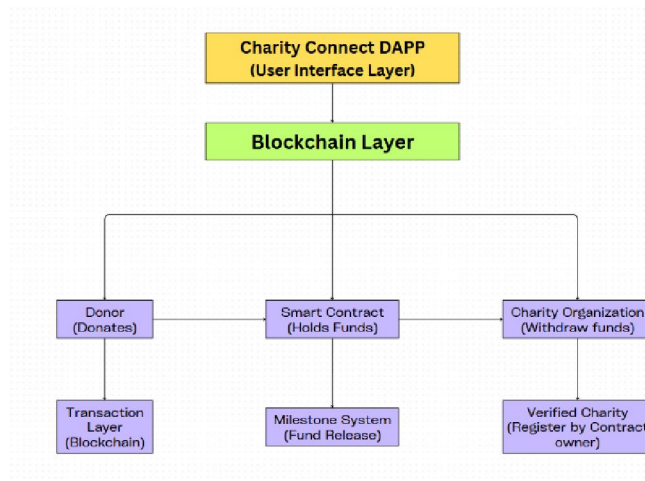 Charity Connect DAPP
(User Interface Layer)
Blockchain Layer
Donor
(Donates)
Smart Contract
(Holds Funds)
Charity Organization
(Withdraw funds)
Transaction
Layer
(Blockchain)
Milestone System
(Fund Release)
Verified Charity
(Register by Contract
owner)